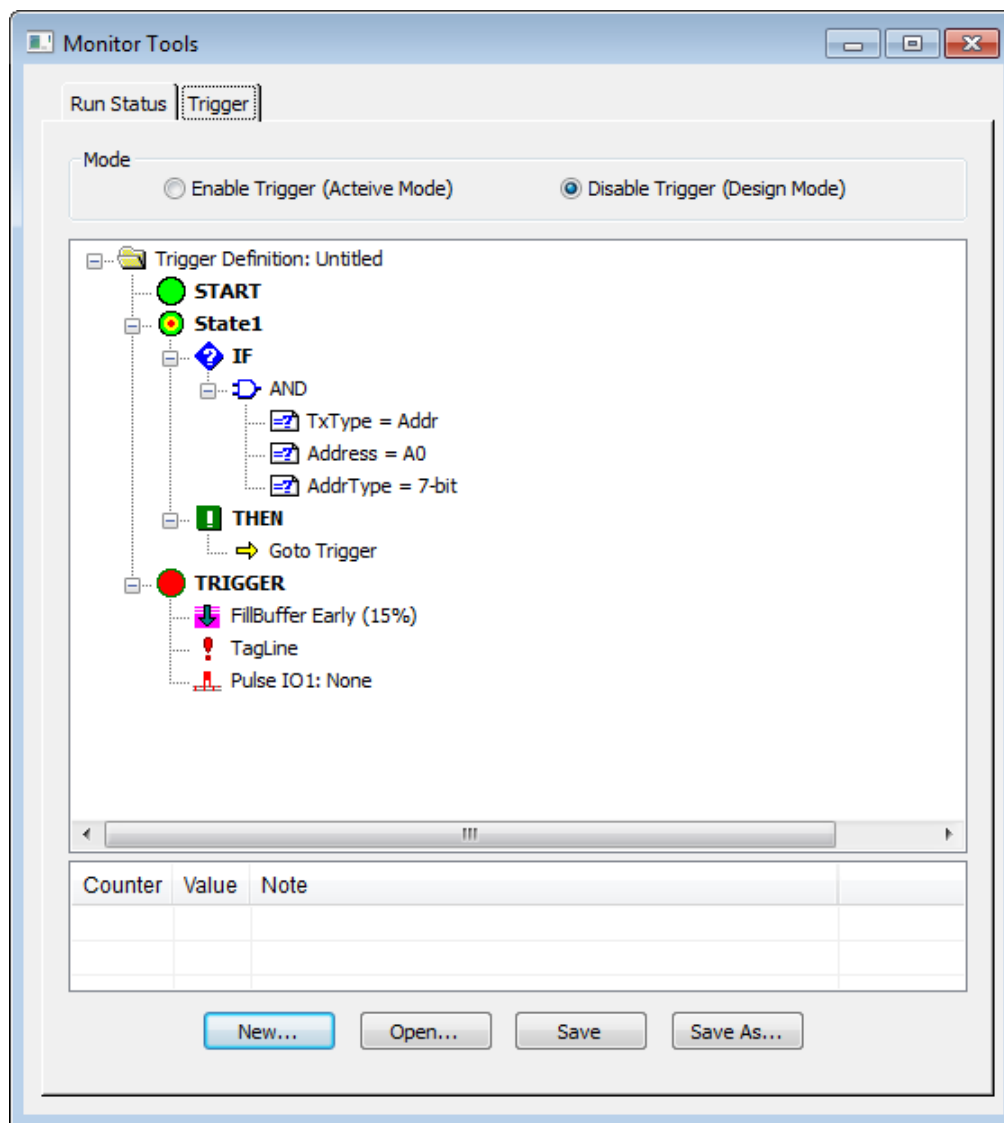 Monitor Tools
Run Status Trigger
Mode
Enable Trigger (Acteive Mode) Disable Trigger (Design Mode)
Trigger Definition: Untitled
START
State1
IF
AND
TxType = Addr
Address = A0
AddrType = 7-bit
THEN
Goto Trigger
TRIGGER
FillBuffer Early (15%)
TagLine
Pulse IO1: None
Counter Value Note
New... Open... Save Save As...